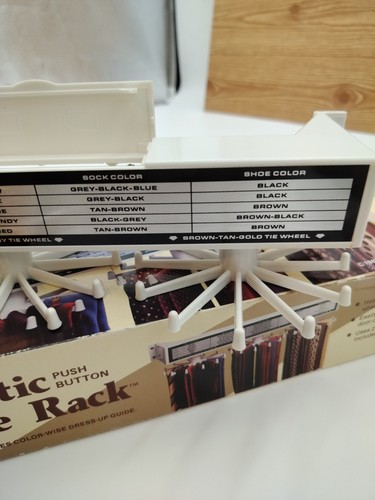 SOCK COLOR SHOE COLOR
GREY-BLACK-BLUE BLACK
GREY-BLACK BLACK
TAN-BROWN BROWN
BLACK-GREY BROWN-BLACK
TAN-BROWN BROWN
TIE WHEEL BROWN-TAN-GOLD TIE WHEEL
tic PUSH
BUTTON
e Rack™
COLOR-WISE DRESS-UP GUIDE.